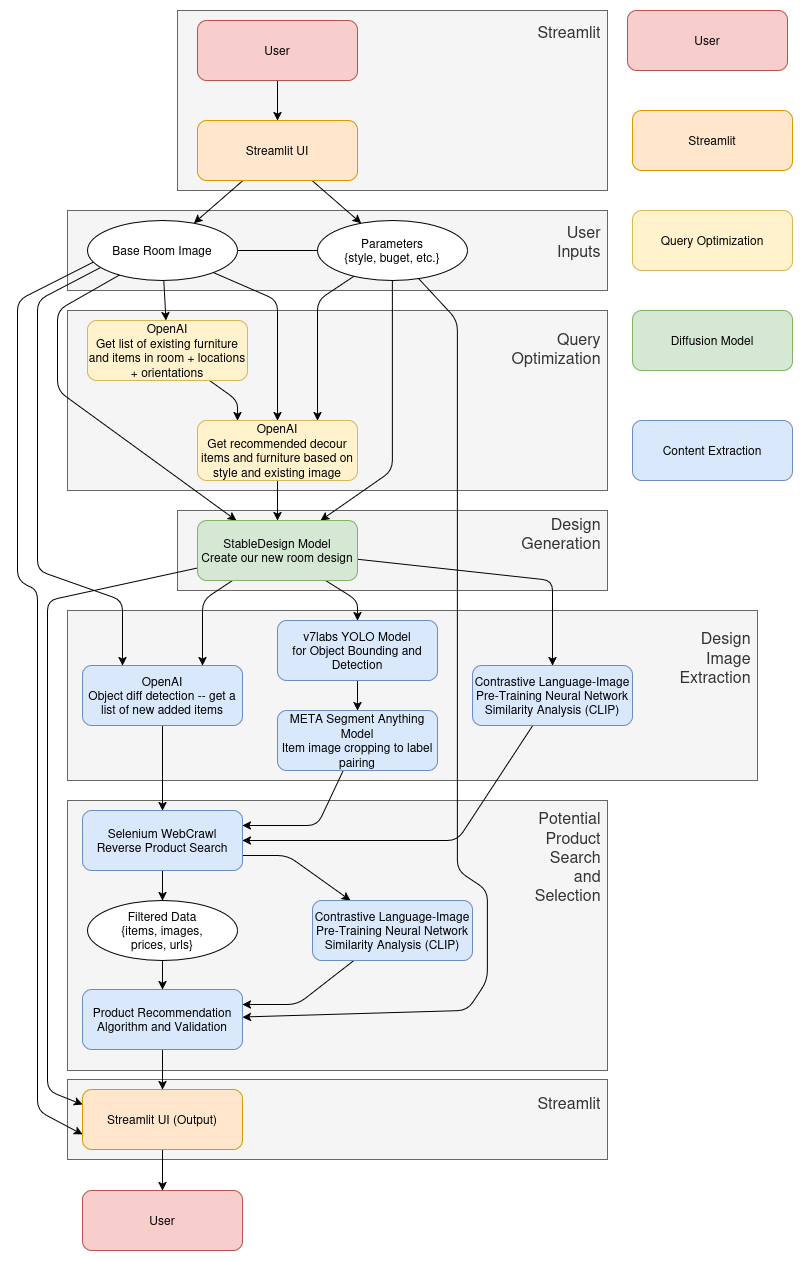 Streamlit
User
User
Streamlit UI
Streamlit
User
Inputs
Base Room Image
Parameters
{style, buget, etc.}
Query Optimization
Query
Optimization
OpenAI
Get list of existing furniture
and items in room + locations
+ orientations
Diffusion Model
OpenAI
Get recommended decour
items and furniture based on
style and existing image
Content Extraction
Design
Generation
StableDesign Model
Create our new room design
Design
Image
Extraction
v7labs YOLO Model
for Object Bounding and
Detection
OpenAI
Object diff detection -- get a
list of new added items
Contrastive Language-Image
Pre-Training Neural Network
Similarity Analysis (CLIP)
META Segment Anything
Model
Item image cropping to label
pairing
Potential
Product
Search
and
Selection
Selenium WebCrawl
Reverse Product Search
Filtered Data
{items, images,
prices, urls}
Contrastive Language-Image
Pre-Training Neural Network
Similarity Analysis (CLIP)
Product Recommendation
Algorithm and Validation
Streamlit
Streamlit UI (Output)
User